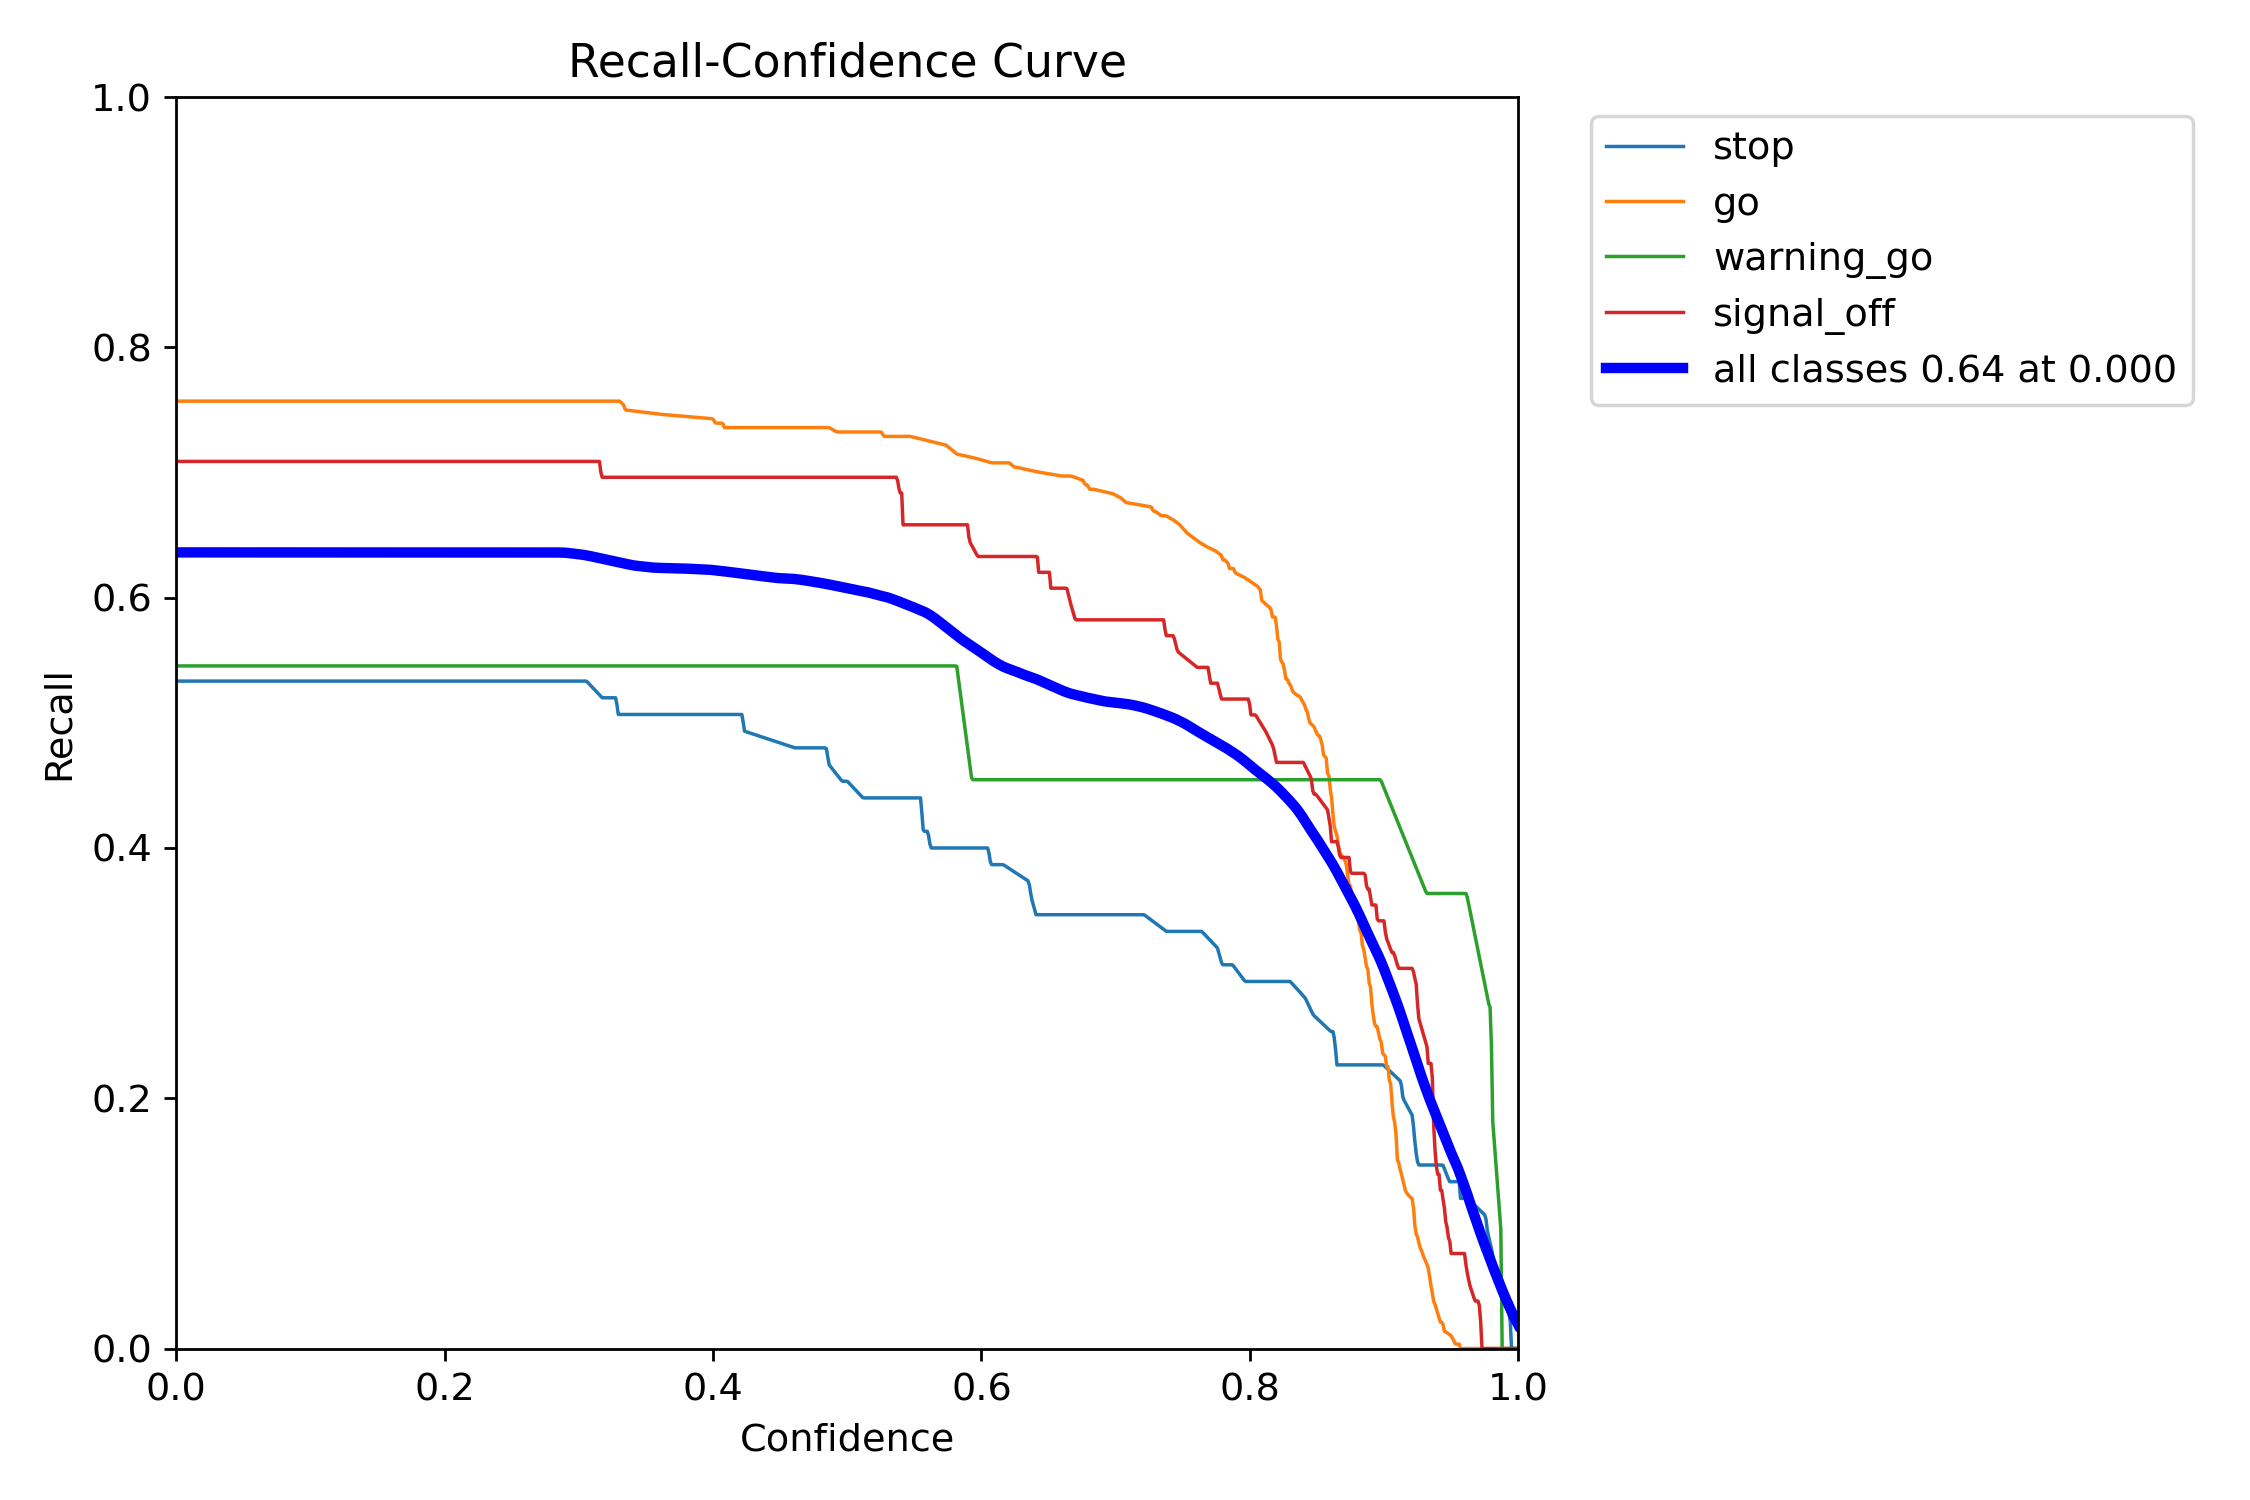 Recall-Confidence Curve
1.0
0.8
0.6
0.4
0.2
0.0
Recall
0.0 0.2 0.4 0.6 0.8 1.0
Confidence
stop
go
warning_go
signal_off
all classes 0.64 at 0.000